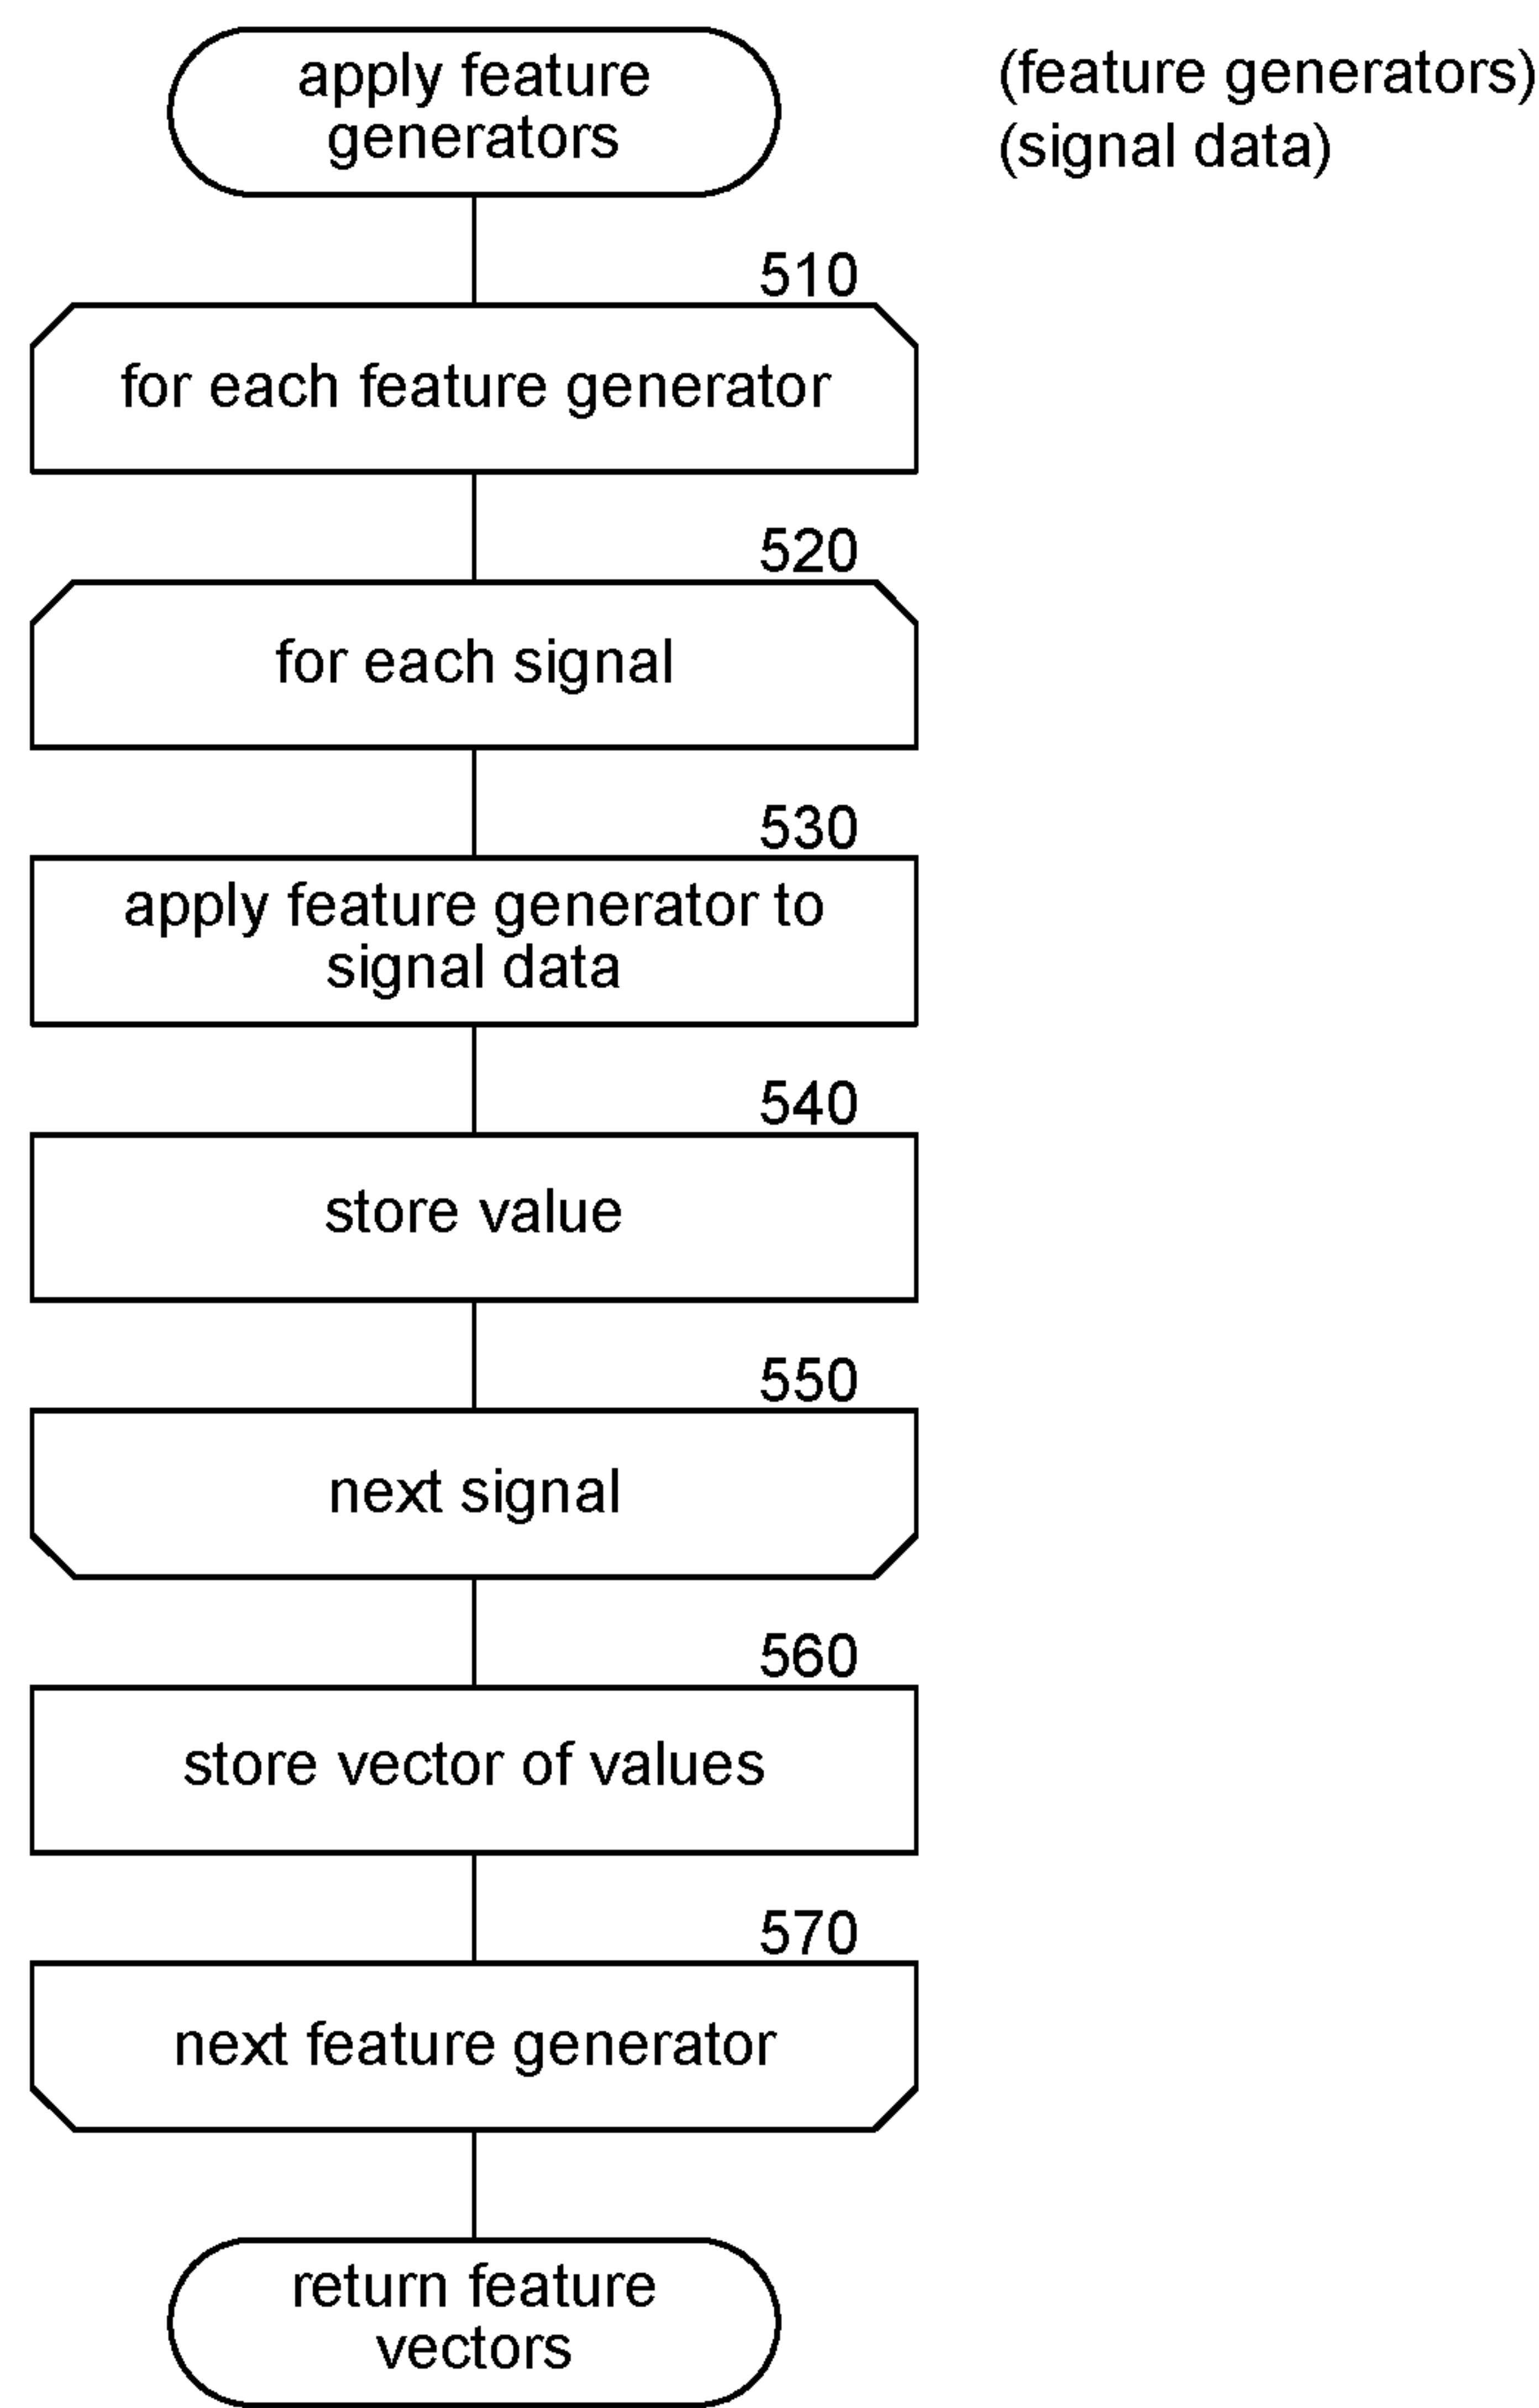 apply feature
generators
(feature generators)
(signal data)
510
for each feature generator
520
for each signal
530
apply feature generator to
signal data
540
store value
550
next signal
560
store vector of values
570
next feature generator
return feature
vectors